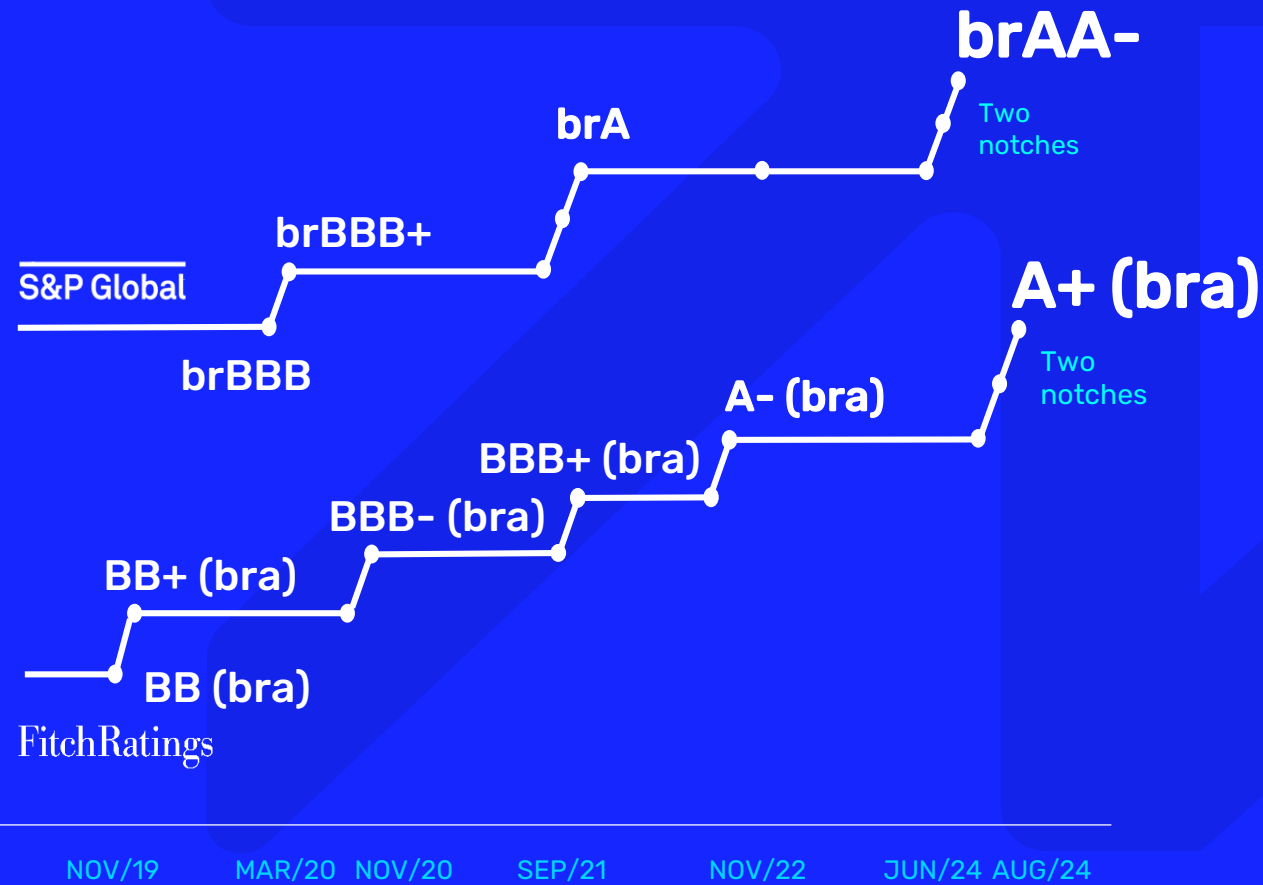 brAA-
Two
notches
brA
brBBB+
S&P Global
brBBB
A+ (bra)
Two
notches
A- (bra)
BBB+ (bra)
BBB- (bra)
BB+ (bra)
BB (bra)
FitchRatings
NOV/19 MAR/20 NOV/20 SEP/21 NOV/22 JUN/24 AUG/24